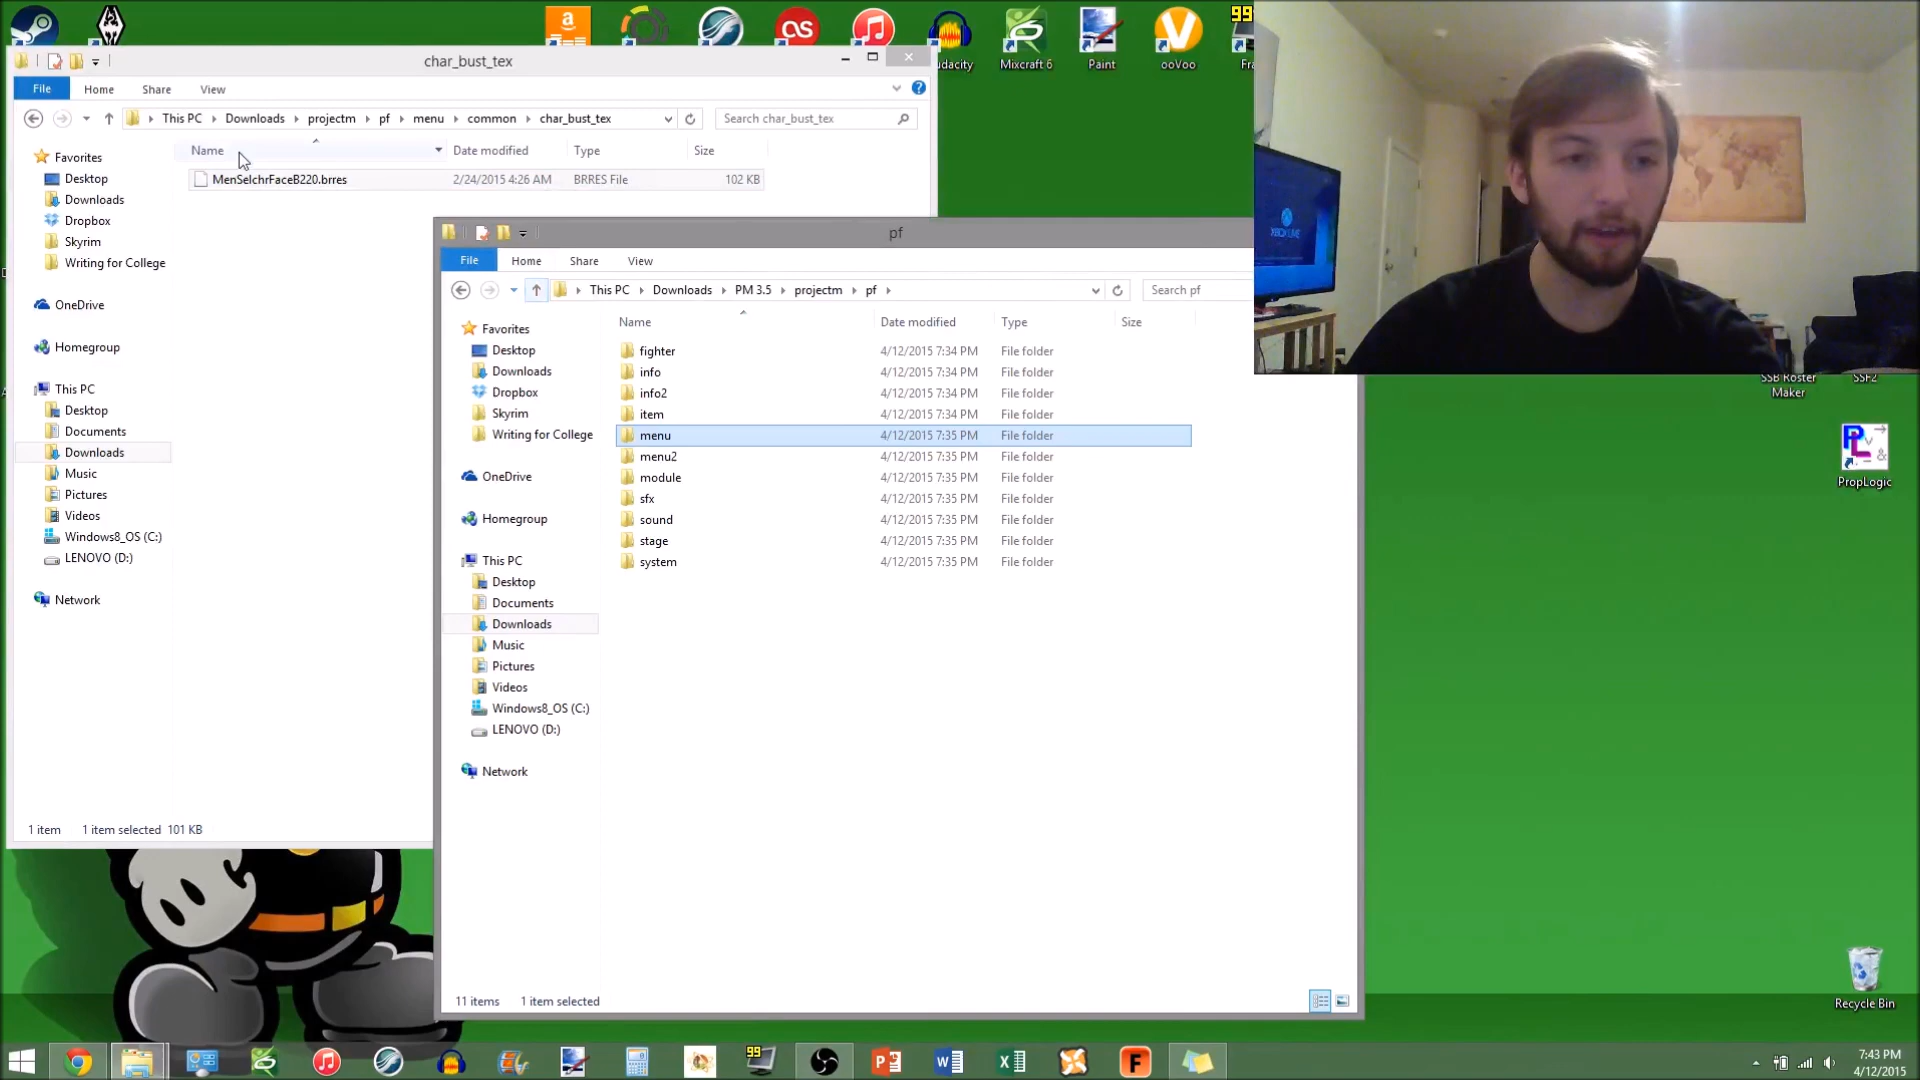 99
udacity
Mixcraft 6
Paint
ooVoo
Fra
char_bust_tex
File Home Share View
This PC Downloads projectm pf menu common char_bust_tex
Search char_bust_tex
Name Date modified Type Size
MenSelchrFaceB220.brres 2/24/2015 4:26 AM BRRES File 102 KB
Favorites
Desktop
Downloads
Dropbox
Skyrim
Writing for College
OneDrive
Homegroup
This PC
Desktop
Documents
Downloads
Music
Pictures
Videos
Windows8_OS (C:)
LENOVO (D:)
Network
1 item 1 item selected 101 KB
pf
File Home Share View
This PC Downloads PM 3.5 projectm pf
Search pf
Name Date modified Type Size
fighter 4/12/2015 7:34 PM File folder
info 4/12/2015 7:34 PM File folder
info2 4/12/2015 7:34 PM File folder
item 4/12/2015 7:34 PM File folder
menu 4/12/2015 7:35 PM File folder
menu2 4/12/2015 7:35 PM File folder
module 4/12/2015 7:35 PM File folder
sfx 4/12/2015 7:35 PM File folder
sound 4/12/2015 7:35 PM File folder
stage 4/12/2015 7:35 PM File folder
system 4/12/2015 7:35 PM File folder
Favorites
Desktop
Downloads
Dropbox
Skyrim
Writing for College
OneDrive
Homegroup
This PC
Desktop
Documents
Downloads
Music
Pictures
Videos
Windows8_OS (C:)
LENOVO (D:)
Network
11 items 1 item selected
XBOX LIVE
SSB Roster
Maker
SSF2
PropLogic
Recycle Bin
99
7:43 PM
4/12/2015